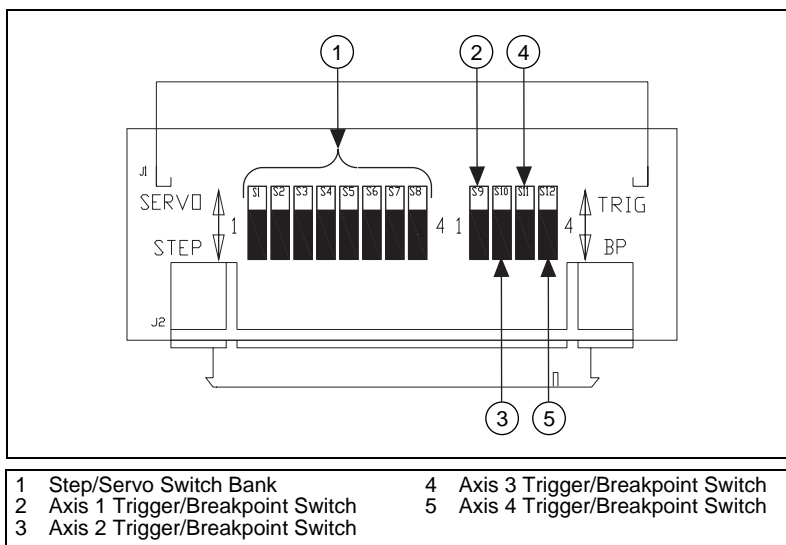 1 2 4
J1
S1 S2 S3 S4 S5 S6 S7 S8 S9 S10 S11 S12
SERVO 1 4 1 4 TRIG
STEP BP
J2
3 5
1 Step/Servo Switch Bank
2 Axis 1 Trigger/Breakpoint Switch
3 Axis 2 Trigger/Breakpoint Switch
4 Axis 3 Trigger/Breakpoint Switch
5 Axis 4 Trigger/Breakpoint Switch